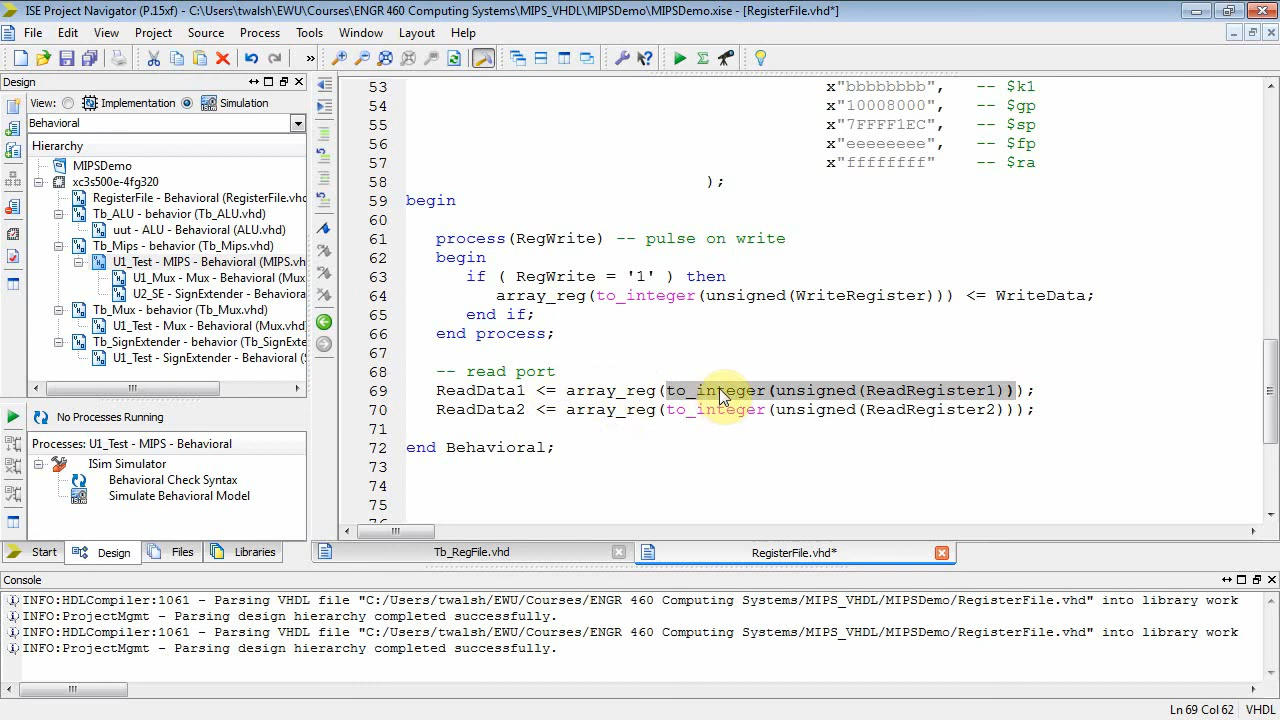 ISE Project Navigator (P.15xf) - C:\Users\twalsh\EWU\Courses\ENGR 460 Computing Systems\MIPS_VHDL\MIPSDemo\MIPSDemo.xise - [RegisterFile.vhd*]
File Edit View Project Source Process Tools Window Layout Help
Design
View: Implementation Simulation
Behavioral
Hierarchy
MIPSDemo
xc3s500e-4fg320
RegisterFile - Behavioral (RegisterFile.vhd
Tb_ALU - behavior (Tb_ALU.vhd)
uut - ALU - Behavioral (ALU.vhd)
Tb_Mips - behavior (Tb_Mips.vhd)
U1_Test - MIPS - Behavioral (MIPS.vh
U1_Mux - Mux - Behavioral (Mux
U2_SE - SignExtender - Behavioral
Tb_Mux - behavior (Tb_Mux.vhd)
U1_Test - Mux - Behavioral (Mux.vhd)
Tb_SignExtender - behavior (Tb_SignExt
U1_Test - SignExtender - Behavioral (
No Processes Running
Processes: U1_Test - MIPS - Behavioral
ISim Simulator
Behavioral Check Syntax
Simulate Behavioral Model
Start Design Files Libraries
53 x"bbbbbbbb", -- $k1
54 x"10008000", -- $gp
55 x"7FFFF1EC", -- $sp
56 x"eeeeeeee", -- $fp
57 x"ffffffff" -- $ra
58 );
59 begin
60
61 process(RegWrite) -- pulse on write
62 begin
63 if ( RegWrite = '1' ) then
64 array_reg(to_integer(unsigned(WriteRegister))) <= WriteData;
65 end if;
66 end process;
67
68 -- read port
69 ReadData1 <= array_reg(to_integer(unsigned(ReadRegister1)));
70 ReadData2 <= array_reg(to_integer(unsigned(ReadRegister2)));
71
72 end Behavioral;
73
74
75
Tb_RegFile.vhd RegisterFile.vhd*
Console
INFO:HDLCompiler:1061 - Parsing VHDL file "C:/Users/twalsh/EWU/Courses/ENGR 460 Computing Systems/MIPS_VHDL/MIPSDemo/RegisterFile.vhd" into library work
INFO:ProjectMgmt - Parsing design hierarchy completed successfully.
INFO:HDLCompiler:1061 - Parsing VHDL file "C:/Users/twalsh/EWU/Courses/ENGR 460 Computing Systems/MIPS_VHDL/MIPSDemo/RegisterFile.vhd" into library work
INFO:ProjectMgmt - Parsing design hierarchy completed successfully.
Ln 69 Col 62 VHDL